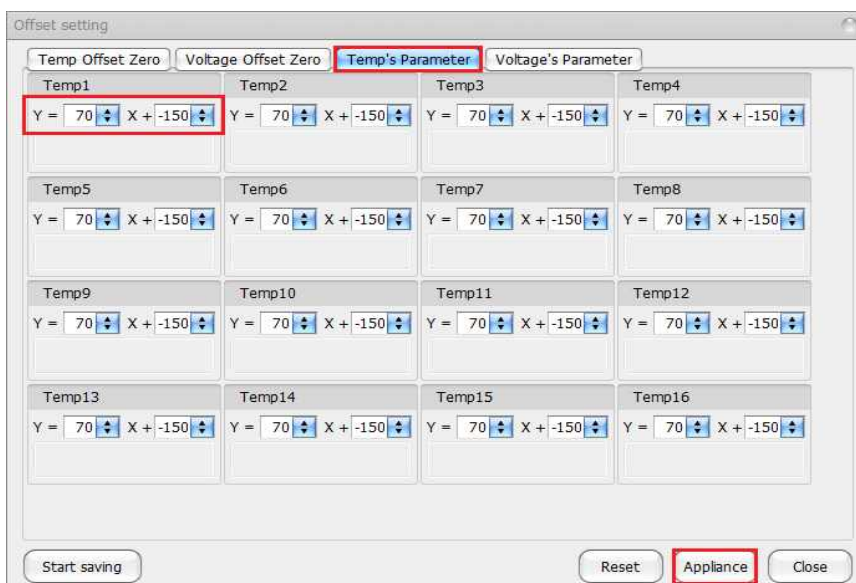 Offset setting
Temp Offset Zero Voltage Offset Zero Temp's Parameter Voltage's Parameter
Temp1 Temp2 Temp3 Temp4
Y = 70 X + -150 Y = 70 X + -150 Y = 70 X + -150 Y = 70 X + -150
Temp5 Temp6 Temp7 Temp8
Y = 70 X + -150 Y = 70 X + -150 Y = 70 X + -150 Y = 70 X + -150
Temp9 Temp10 Temp11 Temp12
Y = 70 X + -150 Y = 70 X + -150 Y = 70 X + -150 Y = 70 X + -150
Temp13 Temp14 Temp15 Temp16
Y = 70 X + -150 Y = 70 X + -150 Y = 70 X + -150 Y = 70 X + -150
Start saving Reset Appliance Close